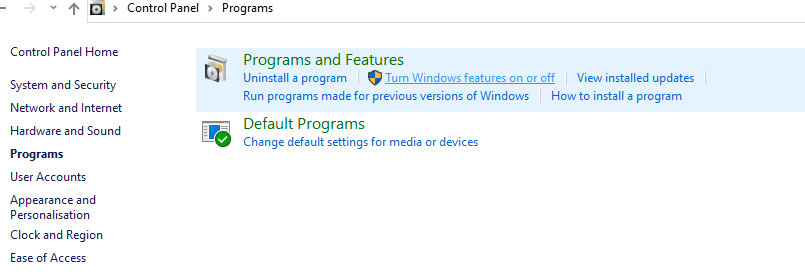 Control Panel > Programs
Control Panel Home
System and Security
Network and Internet
Hardware and Sound
Programs
User Accounts
Appearance and
Personalisation
Clock and Region
Ease of Access
Programs and Features
Uninstall a program Turn Windows features on or off View installed updates
Run programs made for previous versions of Windows How to install a program
Default Programs
Change default settings for media or devices